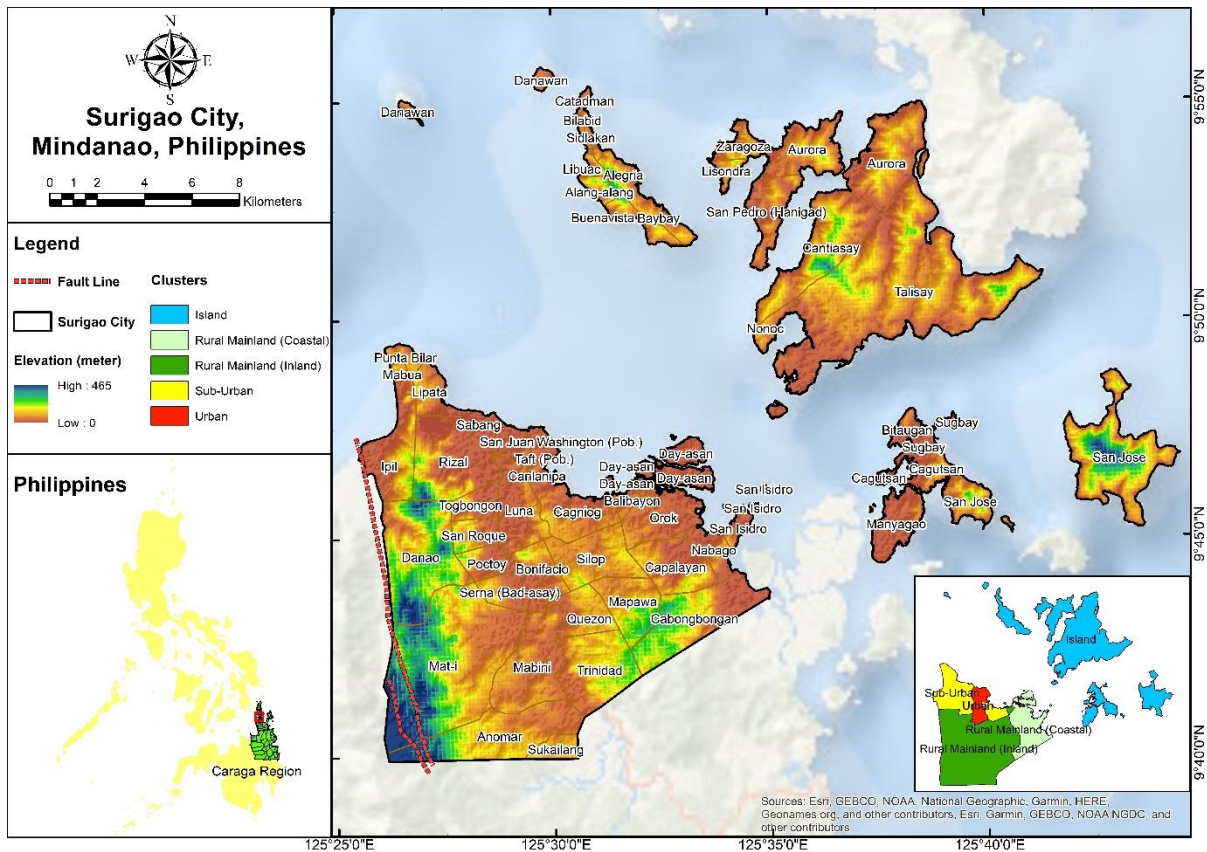 N
W E
S
Surigao City,
Mindanao, Philippines
0 1 2 4 6 8
Kilometers
Legend
Fault Line
Surigao City
Elevation (meter)
High : 465
Low : 0
Clusters
Island
Rural Mainland (Coastal)
Rural Mainland (Inland)
Sub-Urban
Urban
Philippines
Caraga Region
Danawan
Danawan
Catadman
Bilabid
Sidlakan
Libuac
Alegria
Alang-alang
Buenavista Baybay
Zaragoza
Lisondra
Aurora
Aurora
San Pedro (Hanigad)
Cantiasay
Talisay
Nonoc
Punta Bilar
Mabua
Lipata
Sabang
San Juan Washington (Pob.)
Taft (Pob.)
Canlanipa
Ipil
Rizal
Day-asan
Day-asan
Day-asan
Day-asan
Balibayon
San Isidro
San Isidro
San Isidro
Togbongon
Luna
Cagniog
Orok
San Roque
Nabago
Danao
Poctoy
Bonifacio
Silop
Capalayan
Serna (Bad-asay)
Mapawa
Quezon
Cabongbongan
Mat-i
Mabini
Trinidad
Anomar
Sukailang
Bitaugan
Sugbay
Sugbay
Cagutsan
Cagutsan
San Jose
Manyagao
San Jose
Island
Sub-Urban
Urban
Rural Mainland (Coastal)
Rural Mainland (Inland)
Sources: Esri, GEBCO, NOAA, National Geographic, Garmin, HERE,
Geonames.org, and other contributors, Esri, Garmin, GEBCO, NOAA NGDC, and
other contributors
9°55'0"N
9°50'0"N
9°45'0"N
9°40'0"N
125°25'0"E
125°30'0"E
125°35'0"E
125°40'0"E